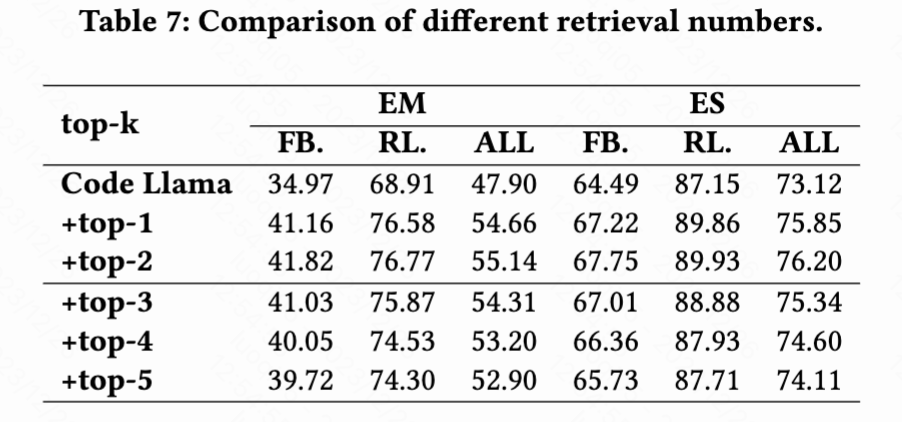 Table 7: Comparison of different retrieval numbers.
top-k EM ES
FB. RL. ALL FB. RL. ALL
Code Llama 34.97 68.91 47.90 64.49 87.15 73.12
+top-1 41.16 76.58 54.66 67.22 89.86 75.85
+top-2 41.82 76.77 55.14 67.75 89.93 76.20
+top-3 41.03 75.87 54.31 67.01 88.88 75.34
+top-4 40.05 74.53 53.20 66.36 87.93 74.60
+top-5 39.72 74.30 52.90 65.73 87.71 74.11